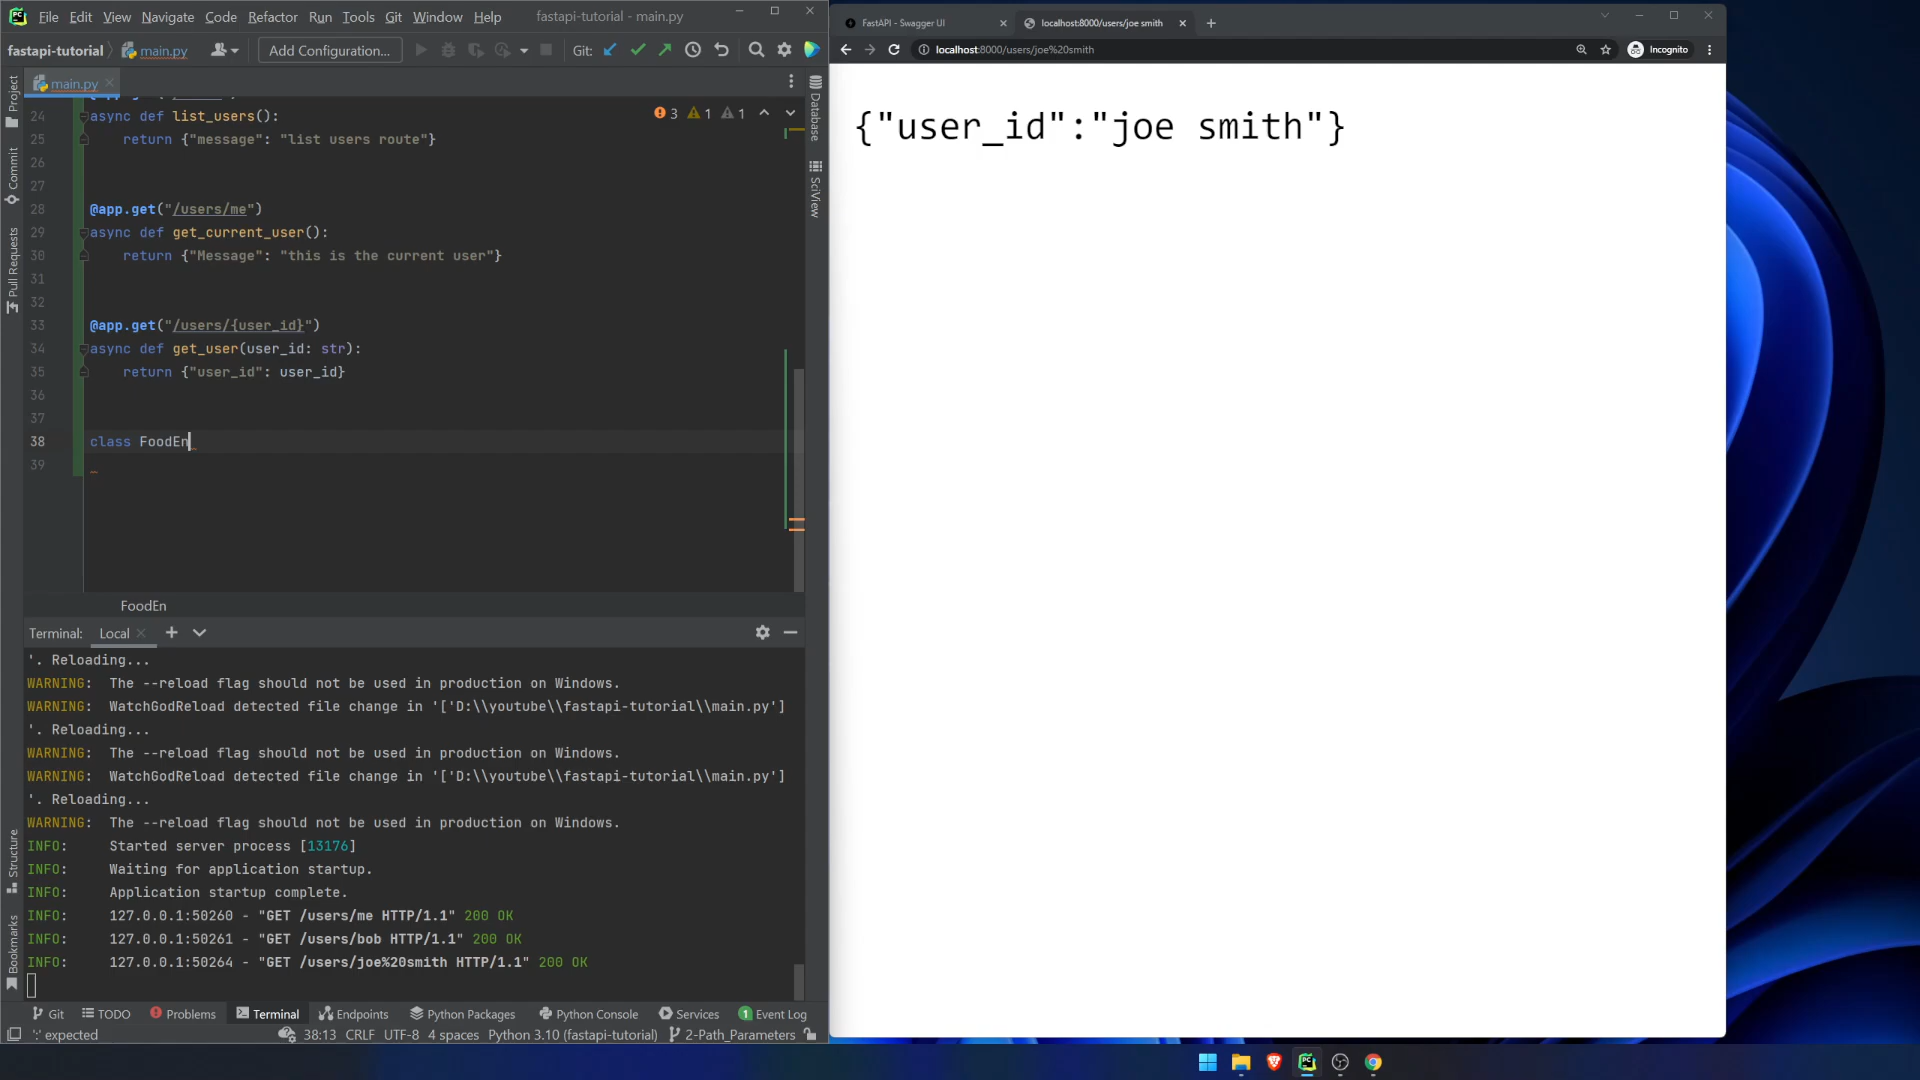 File Edit View Navigate Code Refactor Run Tools Git Window Help fastapi-tutorial - main.py
fastapi-tutorial main.py Add Configuration... Git:
main.py
Project
Commit
Pull Requests
Structure
Bookmarks
Database
SciView
3 1 1
24 async def list_users():
25 return {"message": "list users route"}
26
27
28 @app.get("/users/me")
29 async def get_current_user():
30 return {"Message": "this is the current user"}
31
32
33 @app.get("/users/{user_id}")
34 async def get_user(user_id: str):
35 return {"user_id": user_id}
36
37
38 class FoodEn
39
FoodEn
Terminal: Local
'. Reloading...
WARNING: The --reload flag should not be used in production on Windows.
WARNING: WatchGodReload detected file change in '['D:\\youtube\\fastapi-tutorial\\main.py']
'. Reloading...
WARNING: The --reload flag should not be used in production on Windows.
WARNING: WatchGodReload detected file change in '['D:\\youtube\\fastapi-tutorial\\main.py']
'. Reloading...
WARNING: The --reload flag should not be used in production on Windows.
INFO: Started server process [13176]
INFO: Waiting for application startup.
INFO: Application startup complete.
INFO: 127.0.0.1:50260 - "GET /users/me HTTP/1.1" 200 OK
INFO: 127.0.0.1:50261 - "GET /users/bob HTTP/1.1" 200 OK
INFO: 127.0.0.1:50264 - "GET /users/joe%20smith HTTP/1.1" 200 OK
Git TODO Problems Terminal Endpoints Python Packages Python Console Services 1 Event Log
':' expected 38:13 CRLF UTF-8 4 spaces Python 3.10 (fastapi-tutorial) 2-Path_Parameters
FastAPI - Swagger UI localhost:8000/users/joe smith
localhost:8000/users/joe%20smith Incognito
{"user_id":"joe smith"}